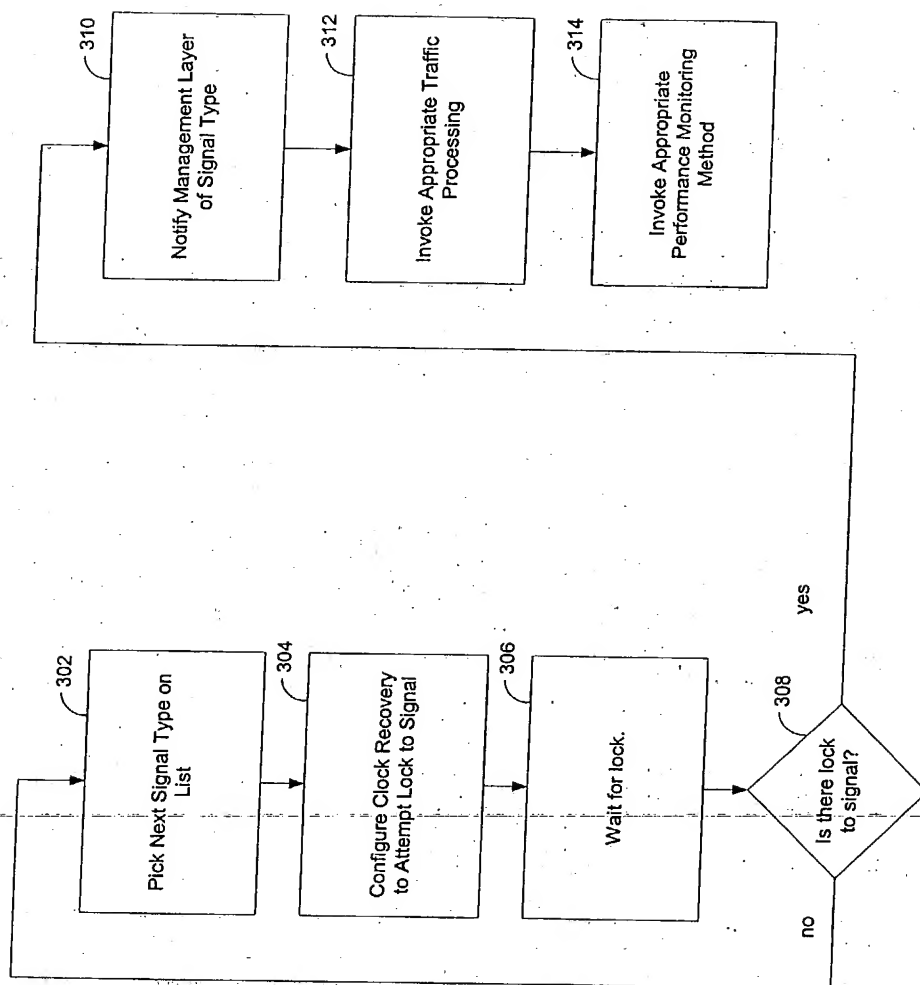 302
Pick Next Signal Type on
List
304
Configure Clock Recovery
to Attempt Lock to Signal
306
Wait for lock.
308
Is there lock
to signal?
no
yes
310
Notify Management Layer
of Signal Type
312
Invoke Appropriate Traffic
Processing
314
Invoke Appropriate
Performance Monitoring
Method